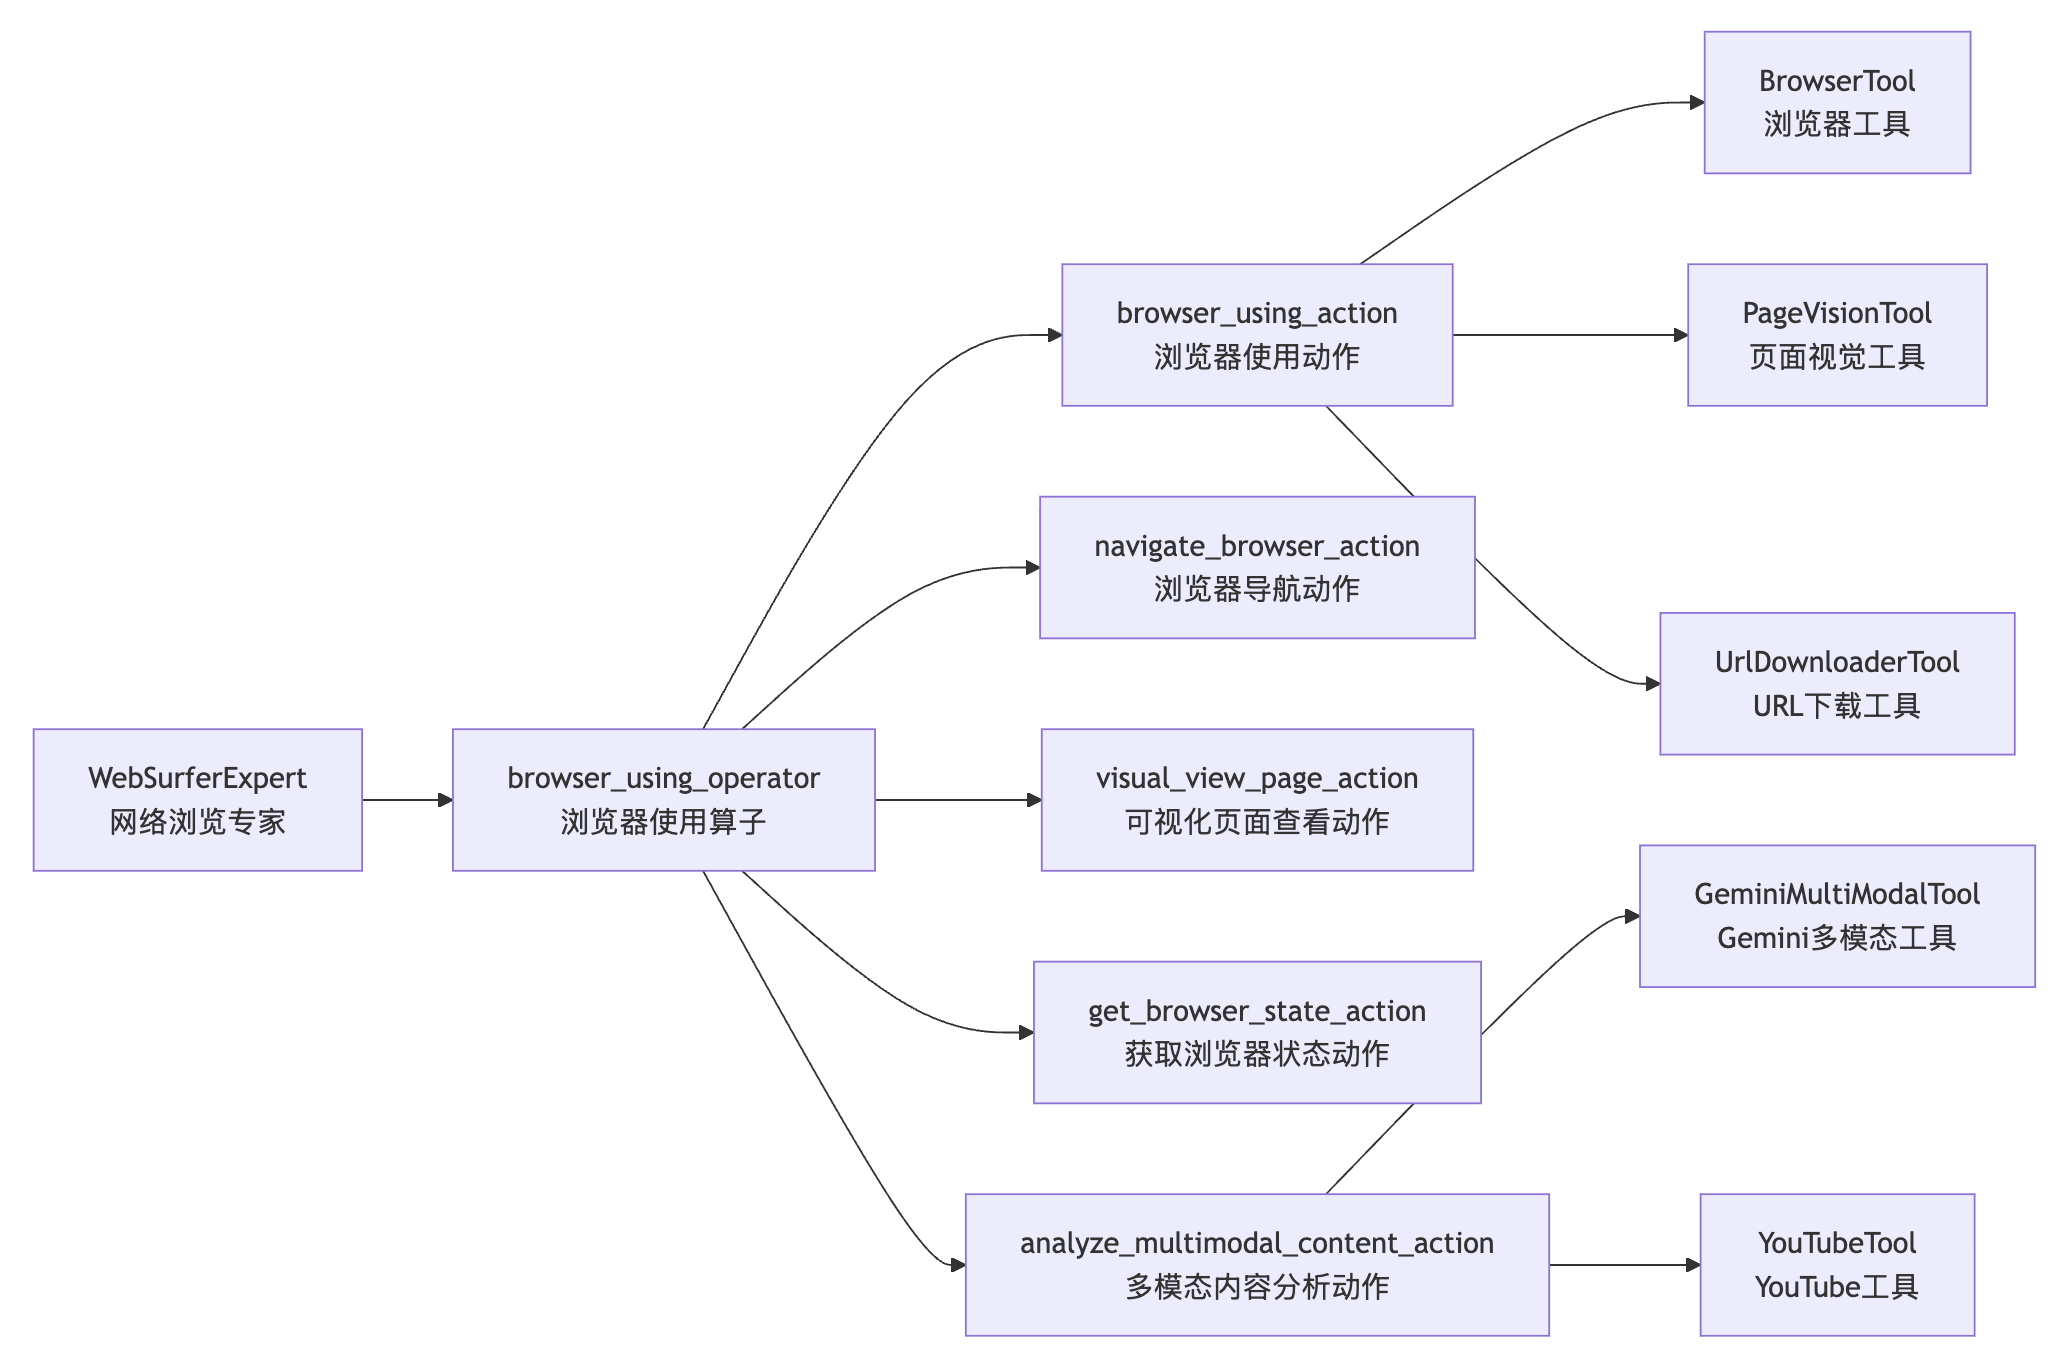 WebSurferExpert
网络浏览专家
browser_using_operator
浏览器使用算子
browser_using_action
浏览器使用动作
navigate_browser_action
浏览器导航动作
visual_view_page_action
可视化页面查看动作
get_browser_state_action
获取浏览器状态动作
analyze_multimodal_content_action
多模态内容分析动作
BrowserTool
浏览器工具
PageVisionTool
页面视觉工具
UrlDownloaderTool
URL下载工具
GeminiMultiModalTool
Gemini多模态工具
YouTubeTool
YouTube工具